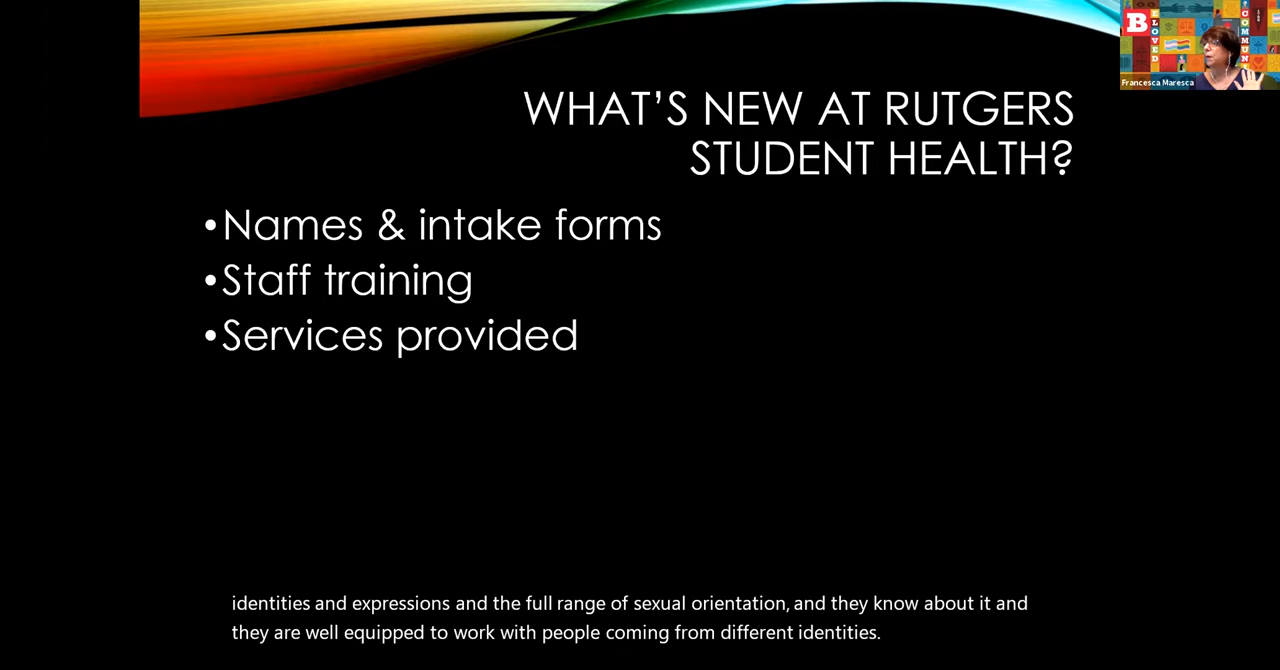 WHAT’S NEW AT RUTGERS
STUDENT HEALTH?
•Names & intake forms
•Staff training
•Services provided
identities and expressions and the full range of sexual orientation, and they know about it and
they are well equipped to work with people coming from different identities.
B
ELOVED
COMMUN
Francesca Maresca